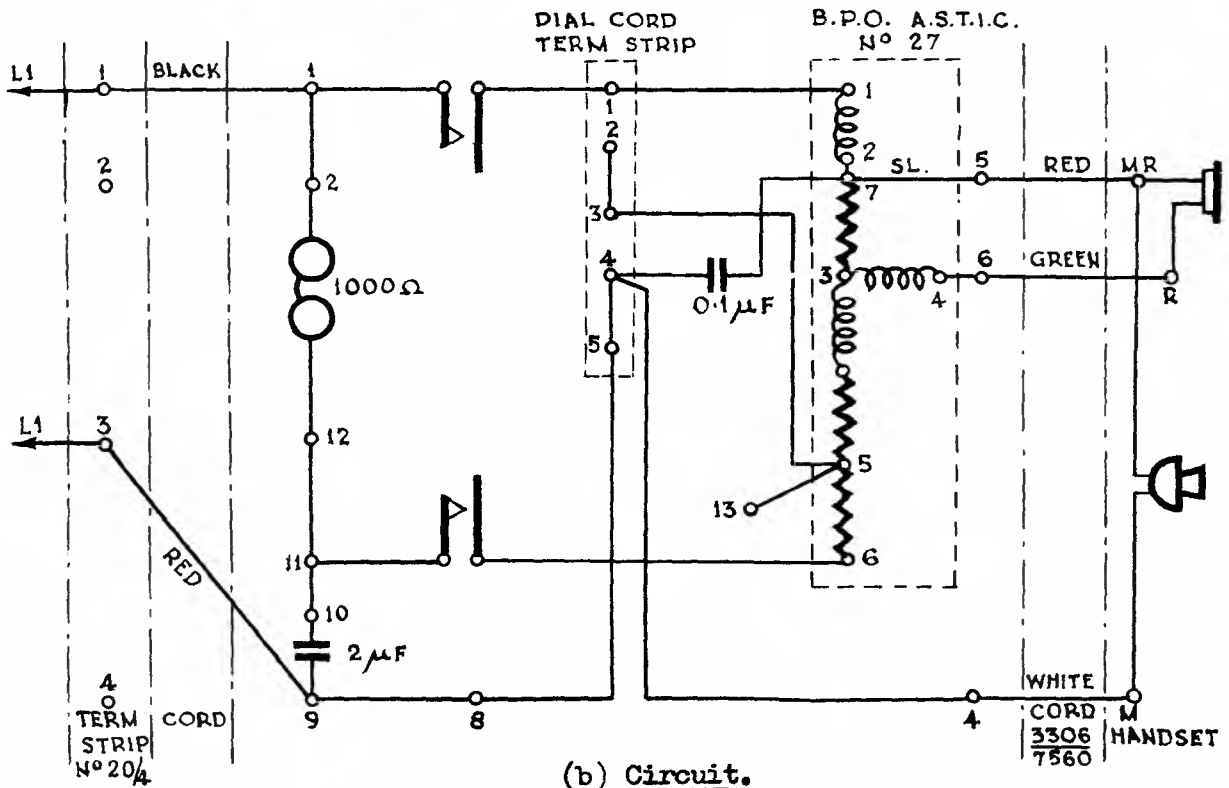 DIAL CORD
TERM STRIP
B.P.O. A.S.T.I.C.
Nº 27
L1
1
BLACK
1
1
1
2
2
2
2
SL.
5
RED
MR
7
3
4
3
4
6
GREEN
R
1000Ω
0.1µF
5
L1
3
12
5
13
RED
11
6
10
2µF
4
9
8
4
WHITE
M
TERM
STRIP
Nº 20/4
CORD
CORD
3306
7560
HANDSET
(b) Circuit.